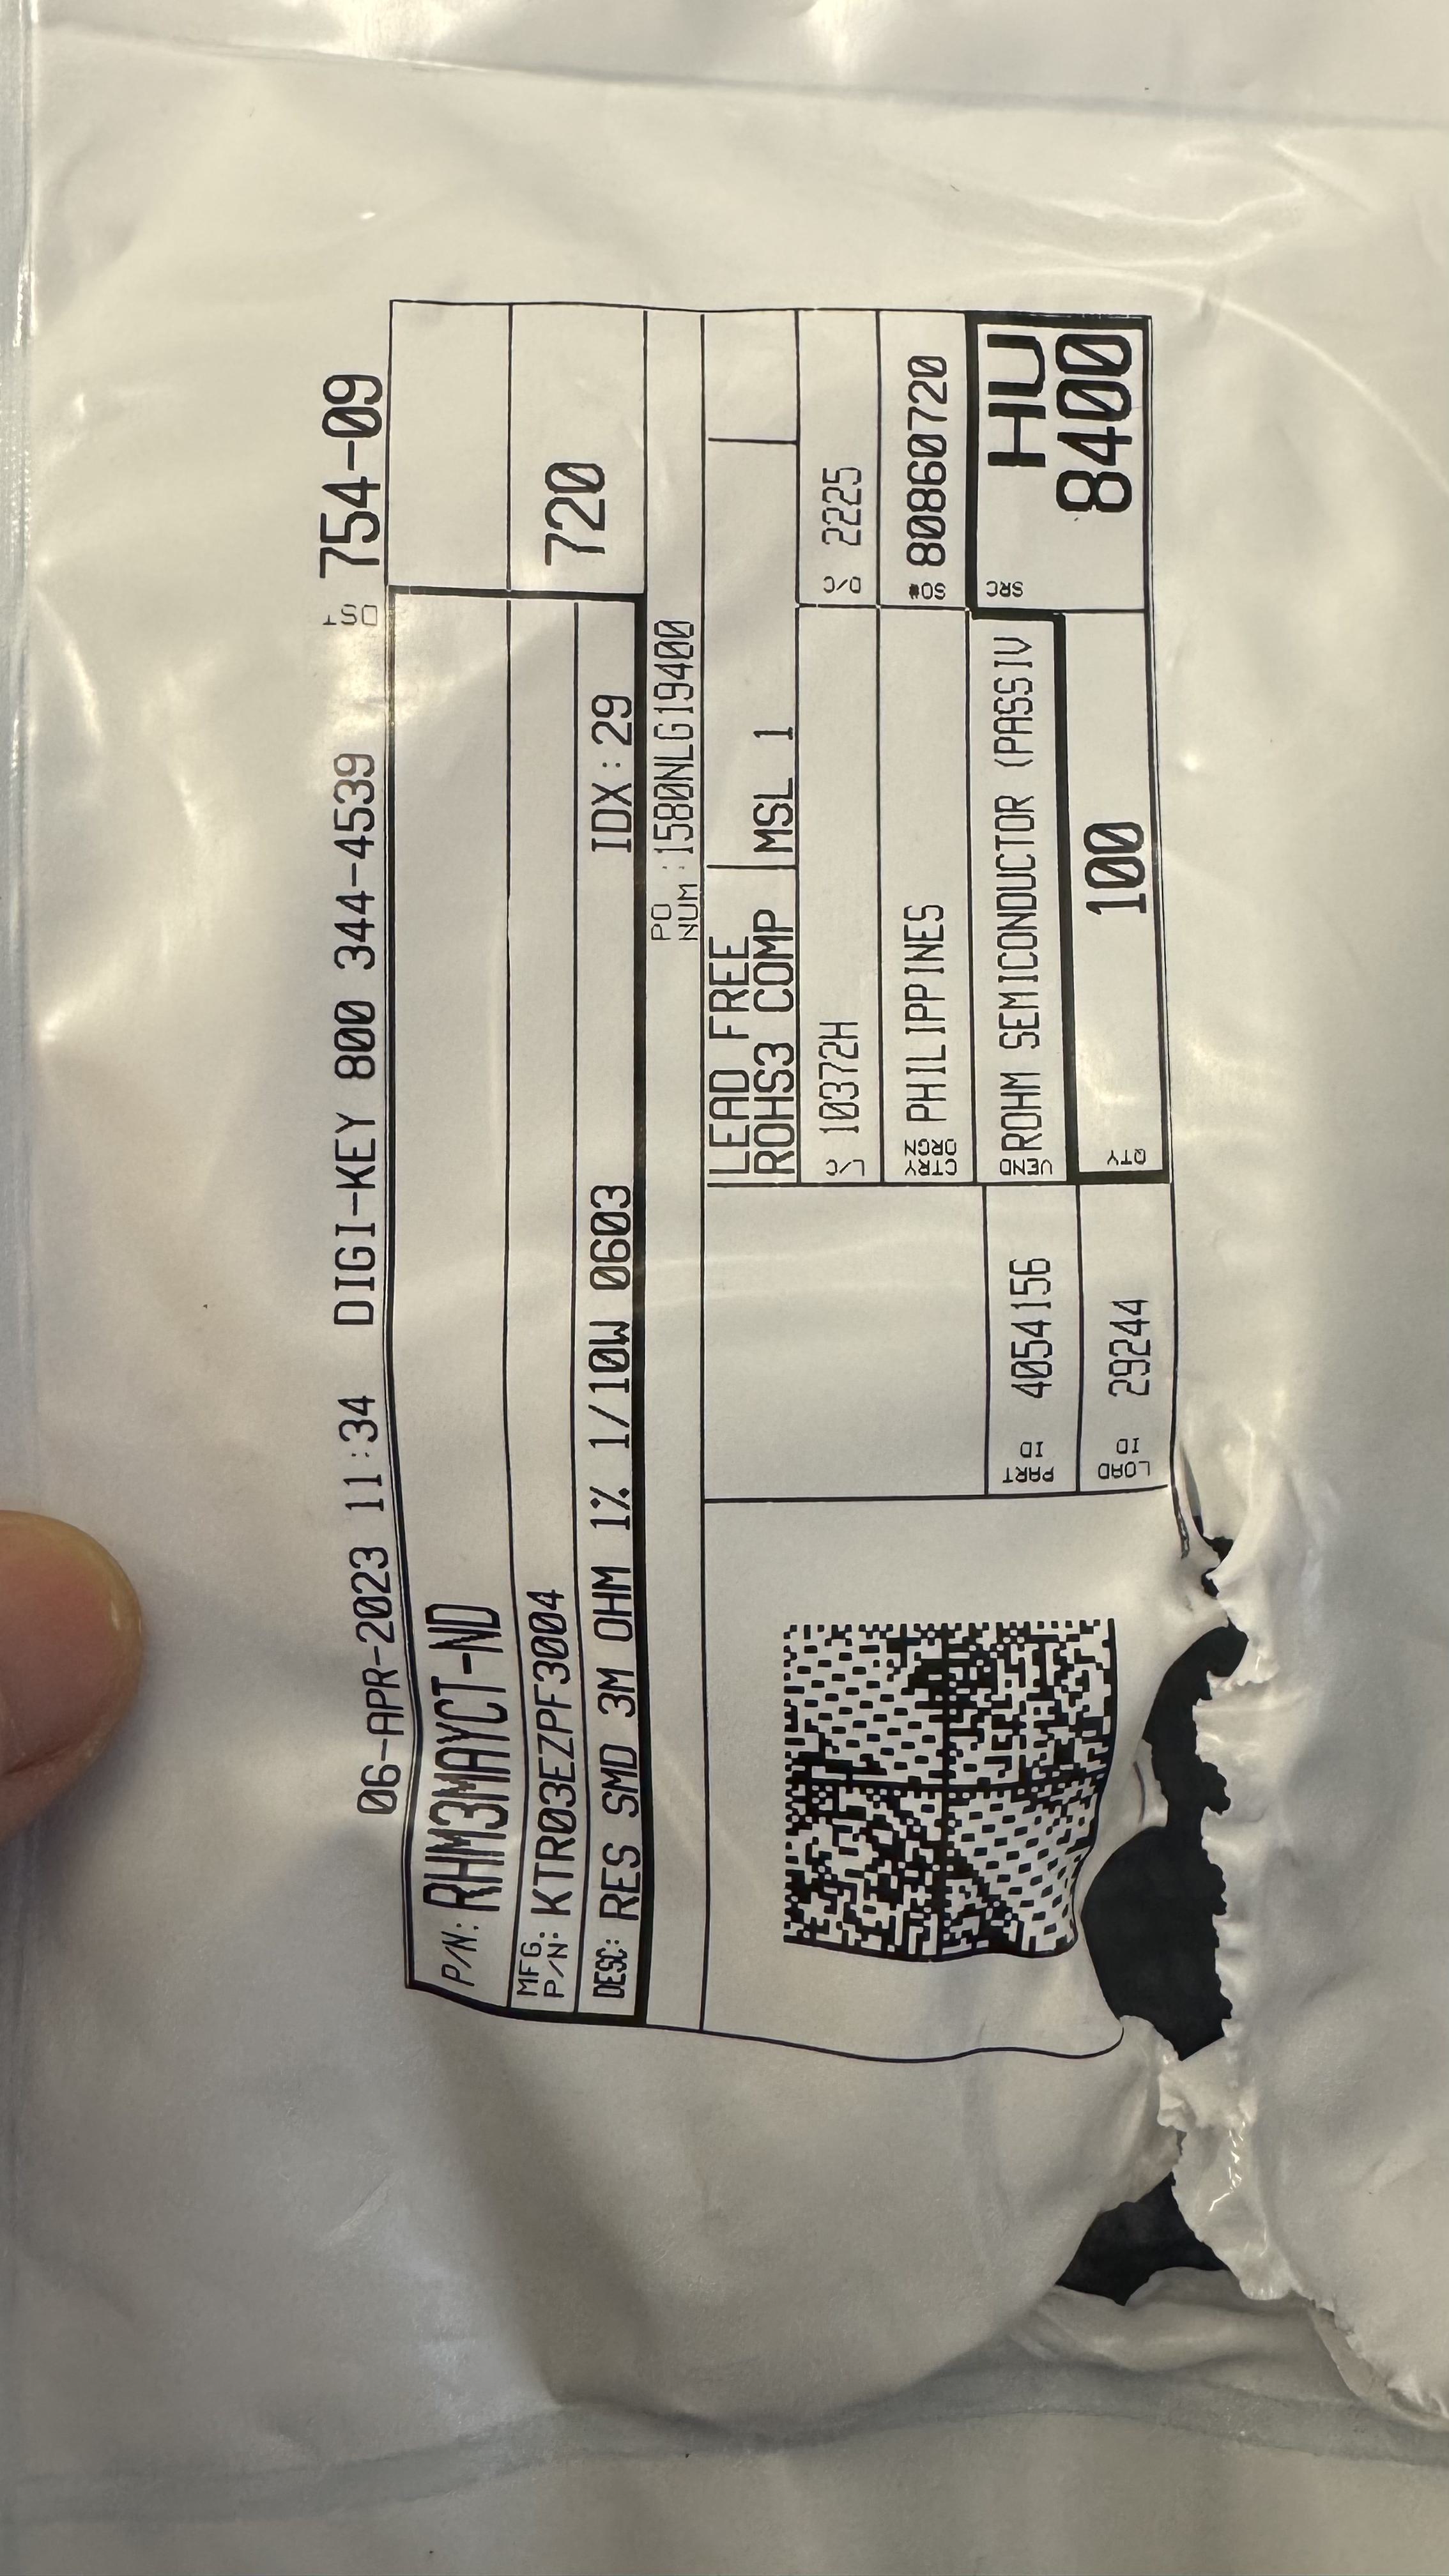 DST 754-09
06-APR-2023 11:34 DIGI-KEY 800 344-4539
P/N: RHM3MAYCT-ND
MFG. P/N: KTR03EZPF3004 720
DESC: RES SMD 3M OHM 1% 1/10W 0603 IDX:29
PO NUM :1580NLG19400
LEAD FREE
ROHS3 COMP MSL 1
L/C 10372H D/C 2225
CTRY ORGN PHILIPPINES SO# 80860720
PART ID 4054156 VEND ROHM SEMICONDUCTOR (PASSIV SRC HU
LOAD ID 29244 QTY 100 8400